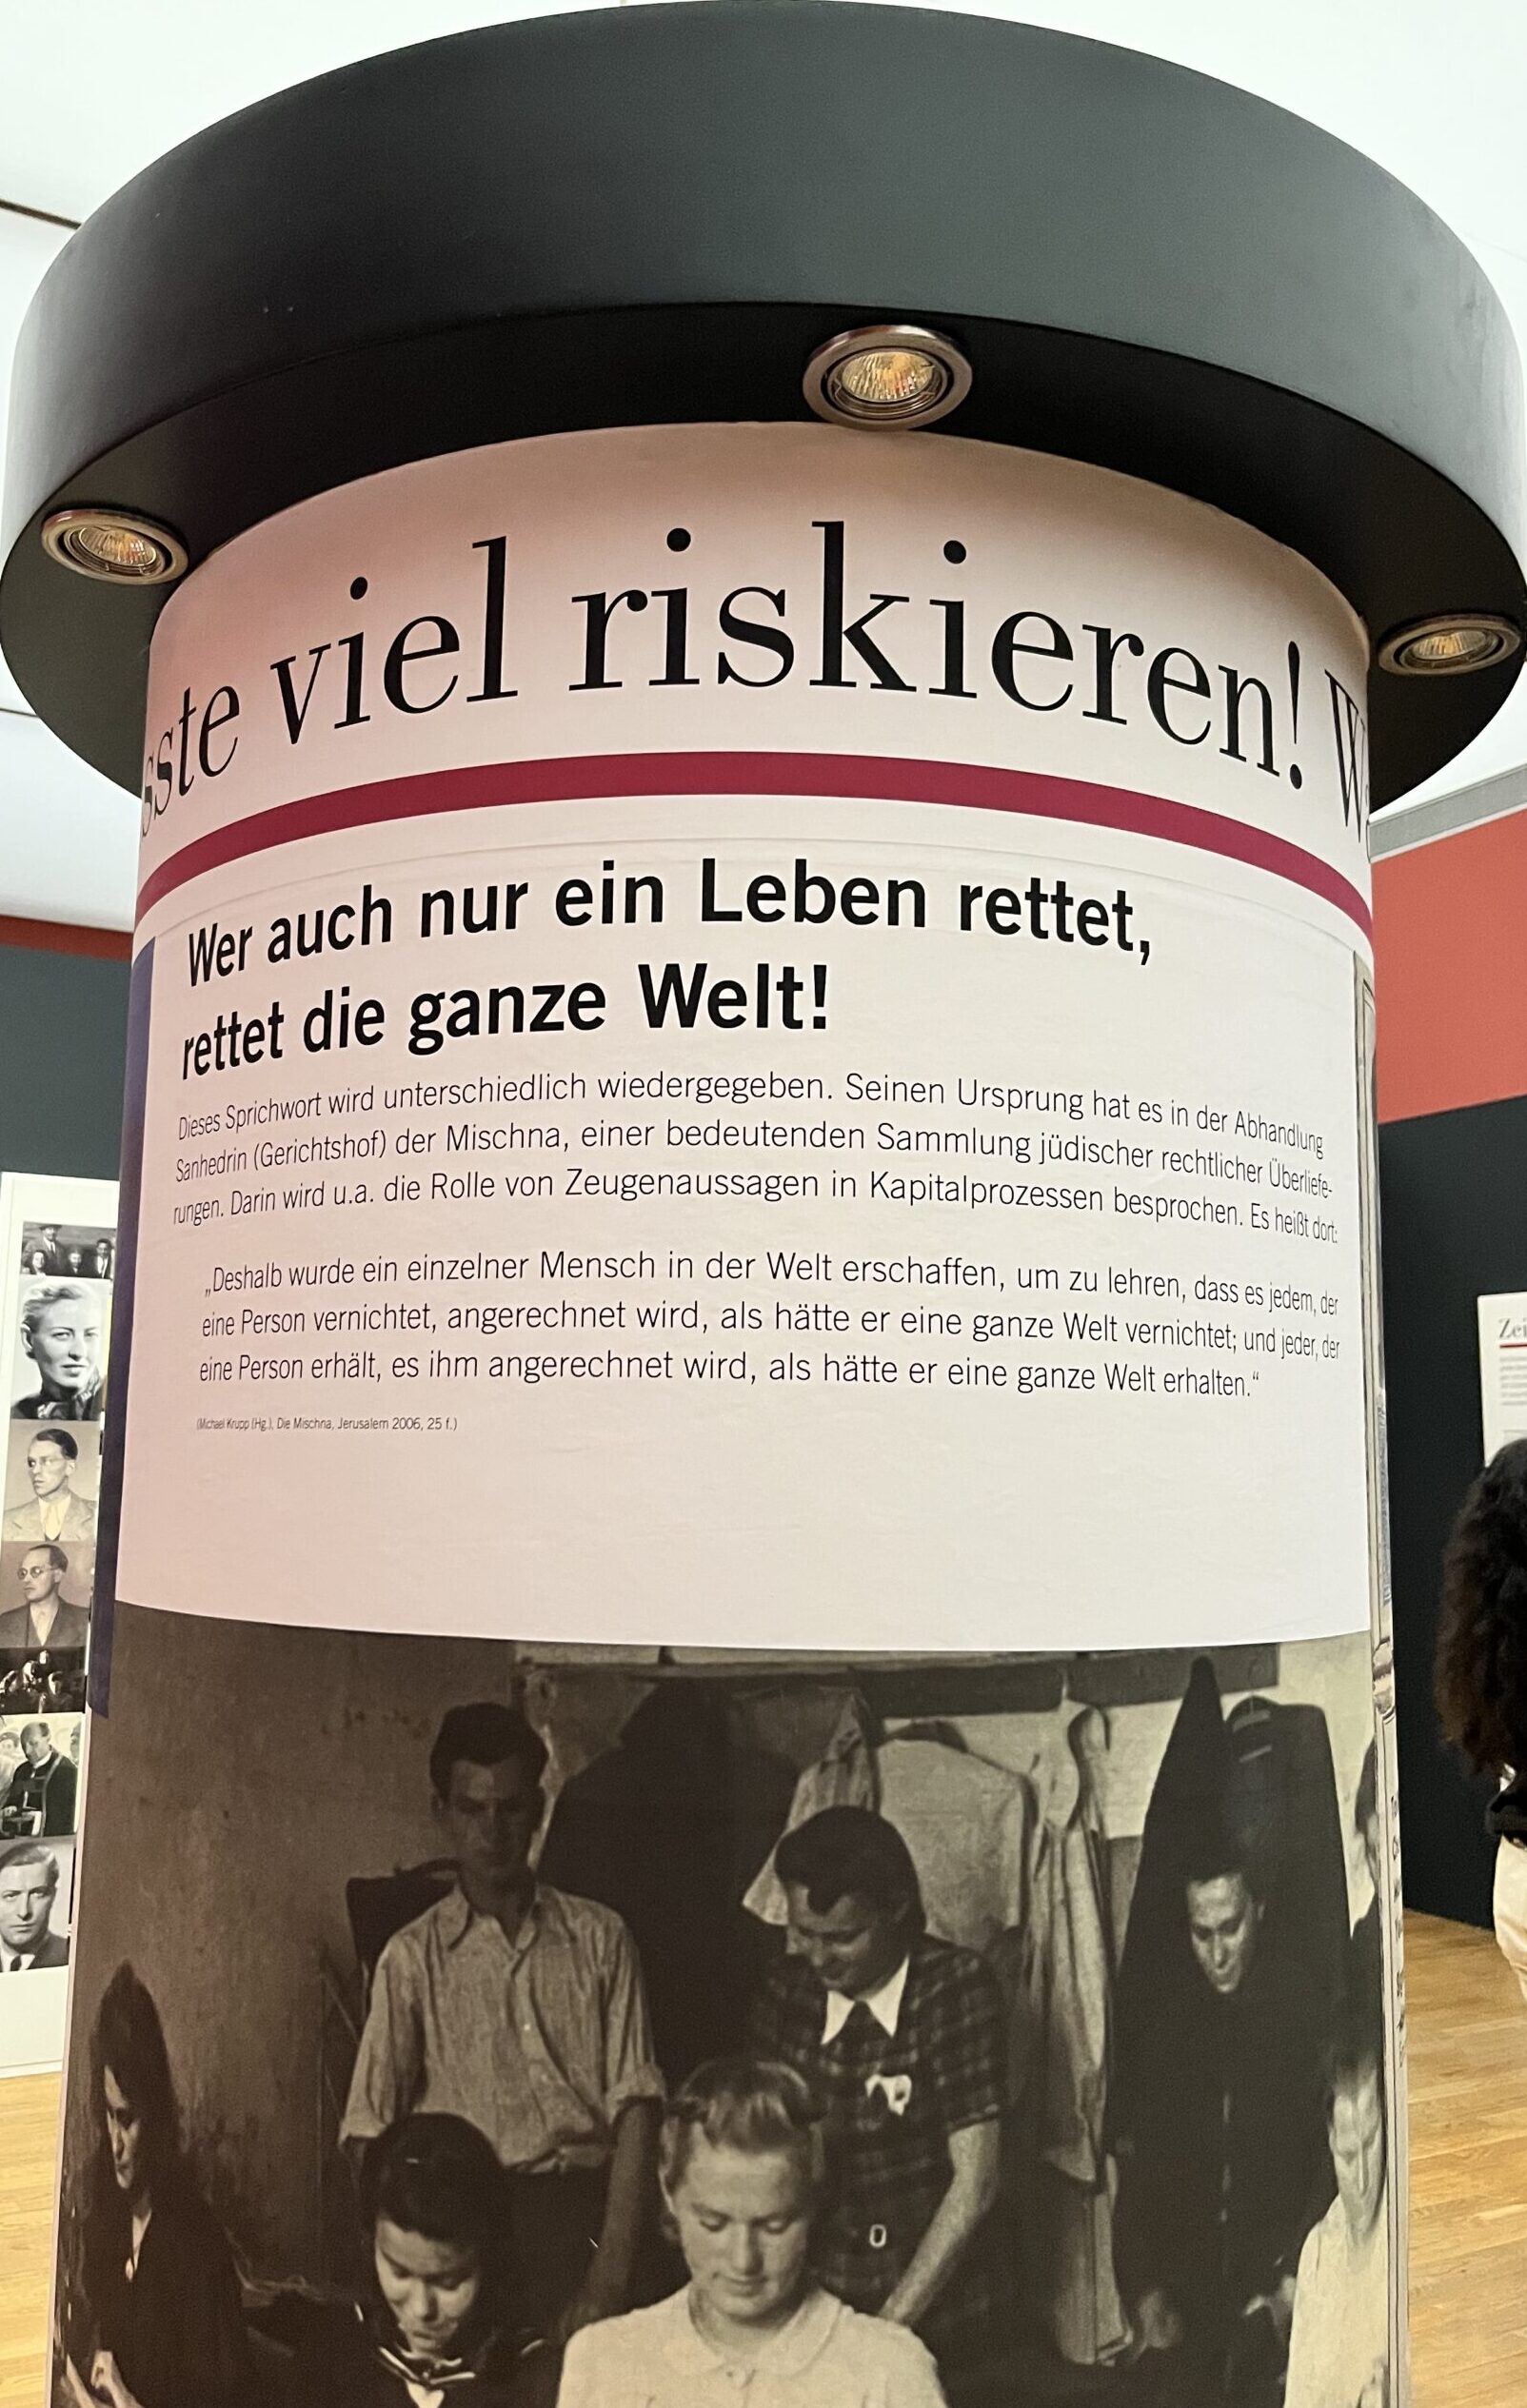 viel riskieren!
Wer auch nur ein Leben rettet,
rettet die ganze Welt!
Dieses Sprichwort wird unterschiedlich wiedergegeben. Seinen Ursprung hat es in der Abhandlung
Sanhedrin (Gerichtshof) der Mischna, einer bedeutenden Sammlung jüdischer rechtlicher Überliefe-
rungen. Darin wird u.a. die Rolle von Zeugenaussagen in Kapitalprozessen besprochen. Es heißt dort:
„Deshalb wurde ein einzelner Mensch in der Welt erschaffen, um zu lehren, dass es jedem, der
eine Person vernichtet, angerechnet wird, als hätte er eine ganze Welt vernichtet; und jeder, der
eine Person erhält, es ihm angerechnet wird, als hätte er eine ganze Welt erhalten.“
(Michael Krupp (Hg.), Die Mischna, Jerusalem 2006, 25 f.)